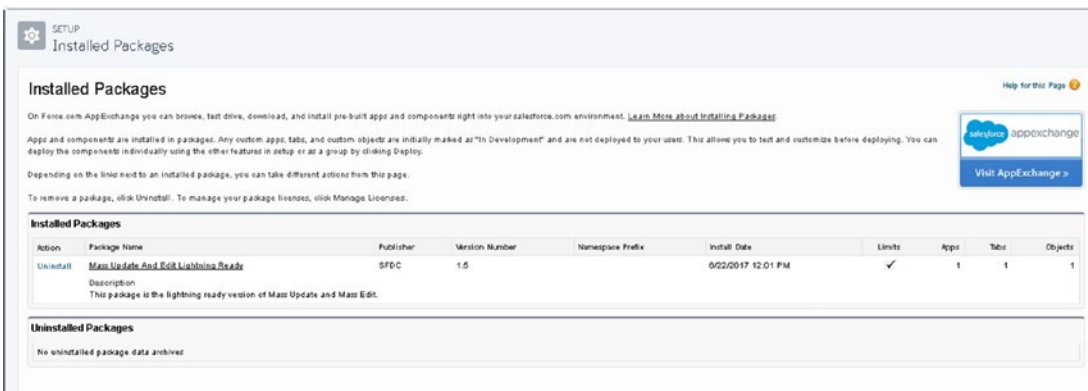 SETUP
Installed Packages
Installed Packages
Help for this Page
On Force.com AppExchange you can browse, test drive, download, and install pre-built apps and components right into your salesforce.com environment. Learn More about Installing Packages.
Apps and components are installed in packages. Any custom apps, tabs, and custom objects are initially marked as "In Development" and are not deployed to your users. This allows you to test and customize before deploying. You can
deploy the components individually using the other features in setup or as a group by clicking Deploy.
Depending on the links next to an installed package, you can take different actions from this page.
To remove a package, click Uninstall. To manage your package licenses, click Manage Licenses.
salesforce appexchange
Visit AppExchange »
Installed Packages
Action Package Name Publisher Version Number Namespace Prefix Install Date Limits Apps Tabs Objects
Uninstall Mass Update And Edit Lightning Ready SFDC 1.5 6/22/2017 12:01 PM ✓ 1 1 1
Description
This package is the lightning ready version of Mass Update and Mass Edit.
Uninstalled Packages
No uninstalled package data archives